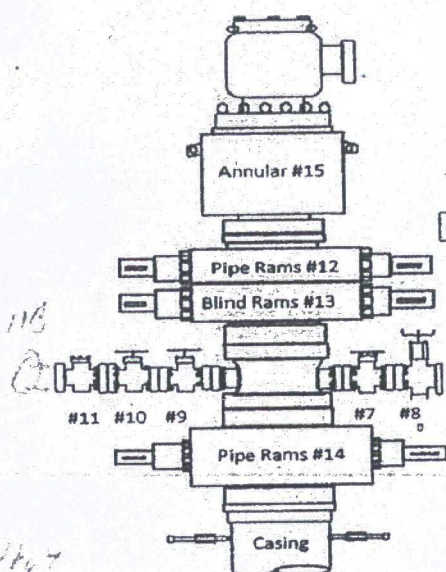 Annular #15
Pipe Rams #12
Blind Rams #13
#11 #10 #9 #7 #8
Pipe Rams #14
Casing